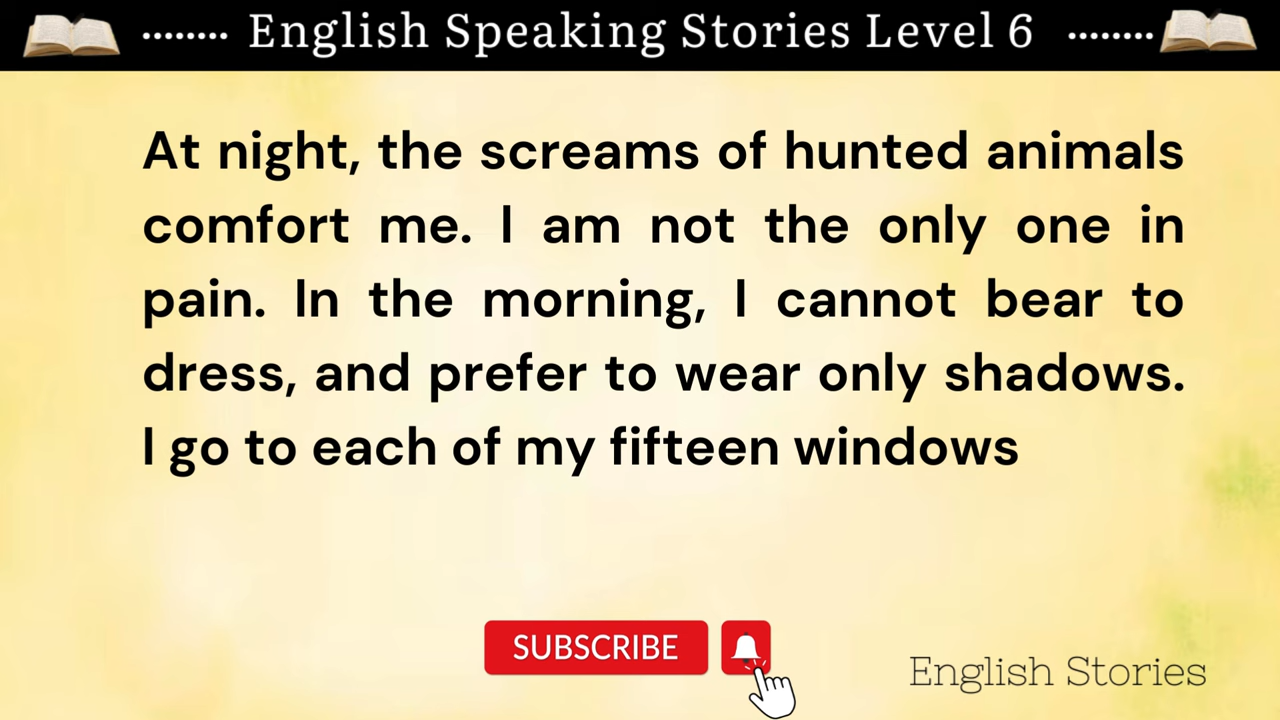 ........ English Speaking Stories Level 6 ........
At night, the screams of hunted animals
comfort me. I am not the only one in
pain. In the morning, I cannot bear to
dress, and prefer to wear only shadows.
I go to each of my fifteen windows
SUBSCRIBE
English Stories